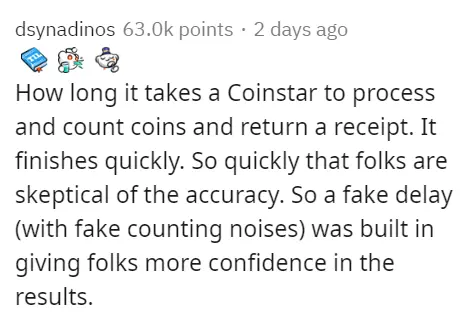 dsynadinos 63.0k points · 2 days ago
How long it takes a Coinstar to process
and count coins and return a receipt. It
finishes quickly. So quickly that folks are
skeptical of the accuracy. So a fake delay
(with fake counting noises) was built in
giving folks more confidence in the
results.